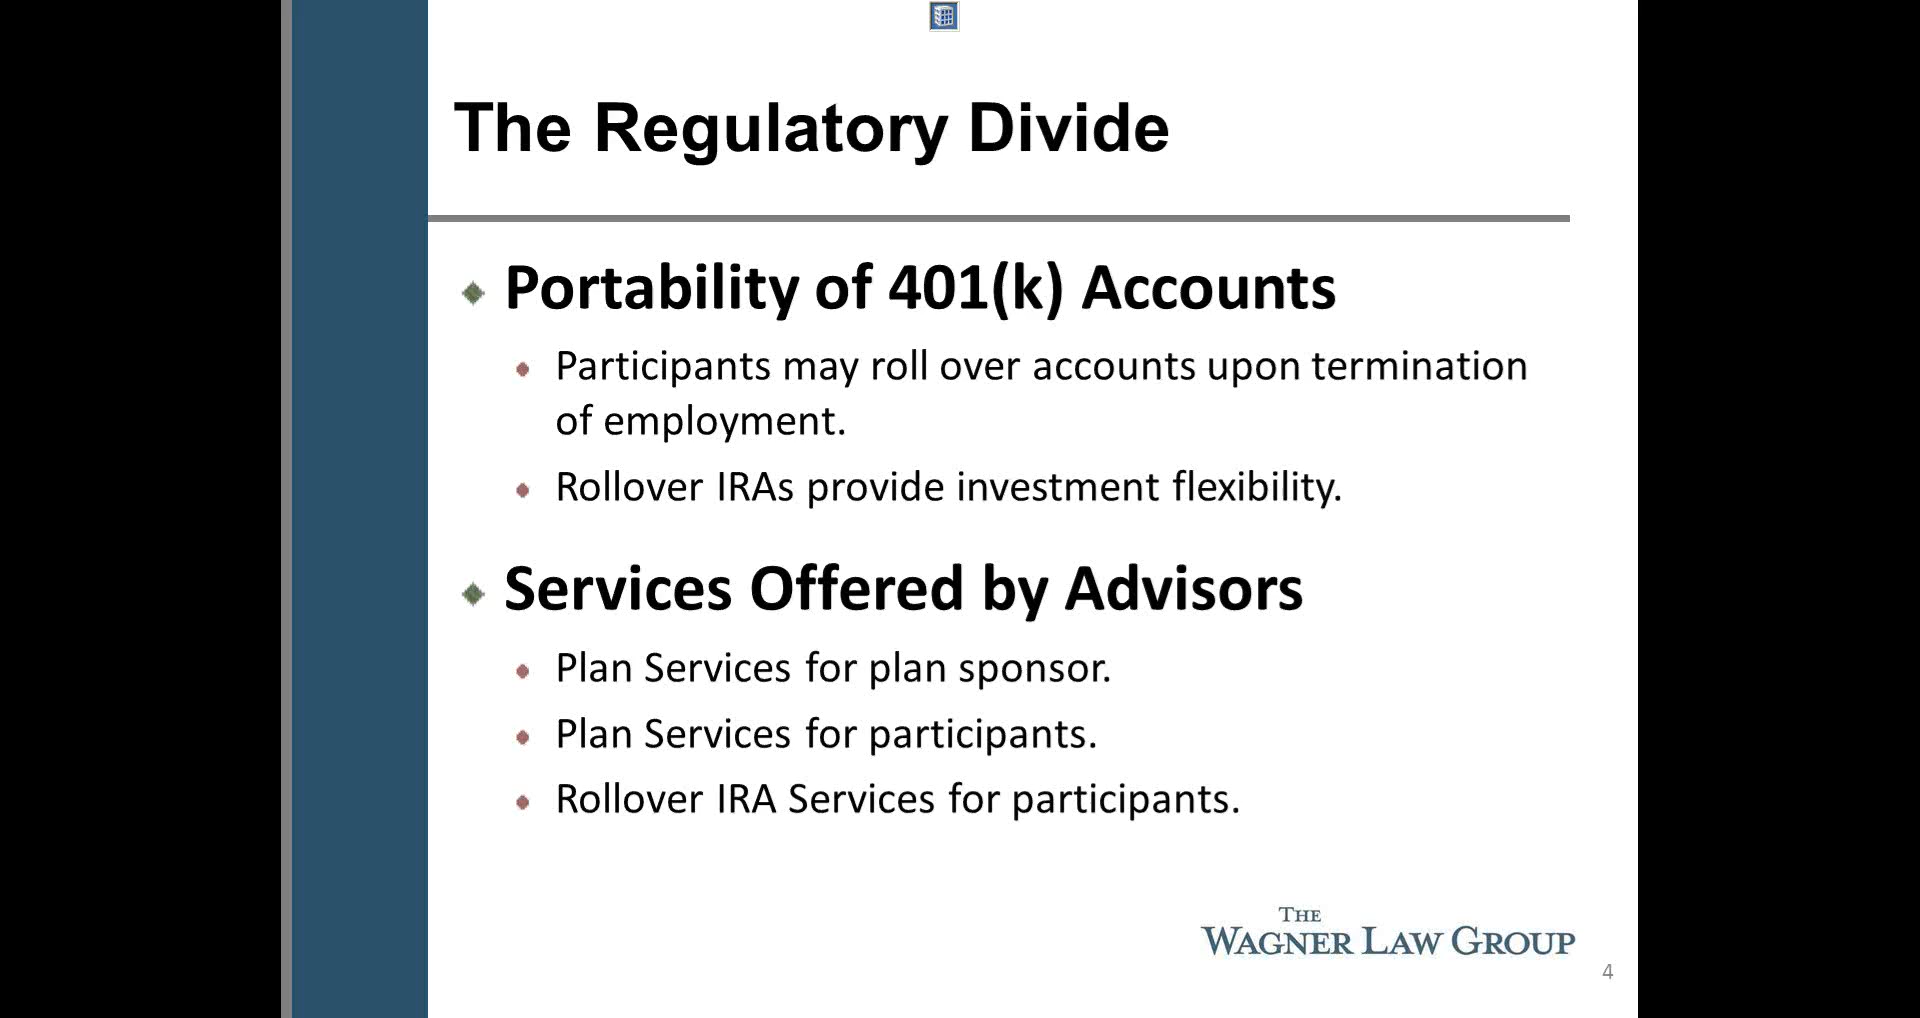 The Regulatory Divide
Portability of 401(k) Accounts
Participants may roll over accounts upon termination
of employment.
Rollover IRAs provide investment flexibility.
Services Offered by Advisors
Plan Services for plan sponsor.
Plan Services for participants.
Rollover IRA Services for participants.
THE
WAGNER LAW GROUP
4